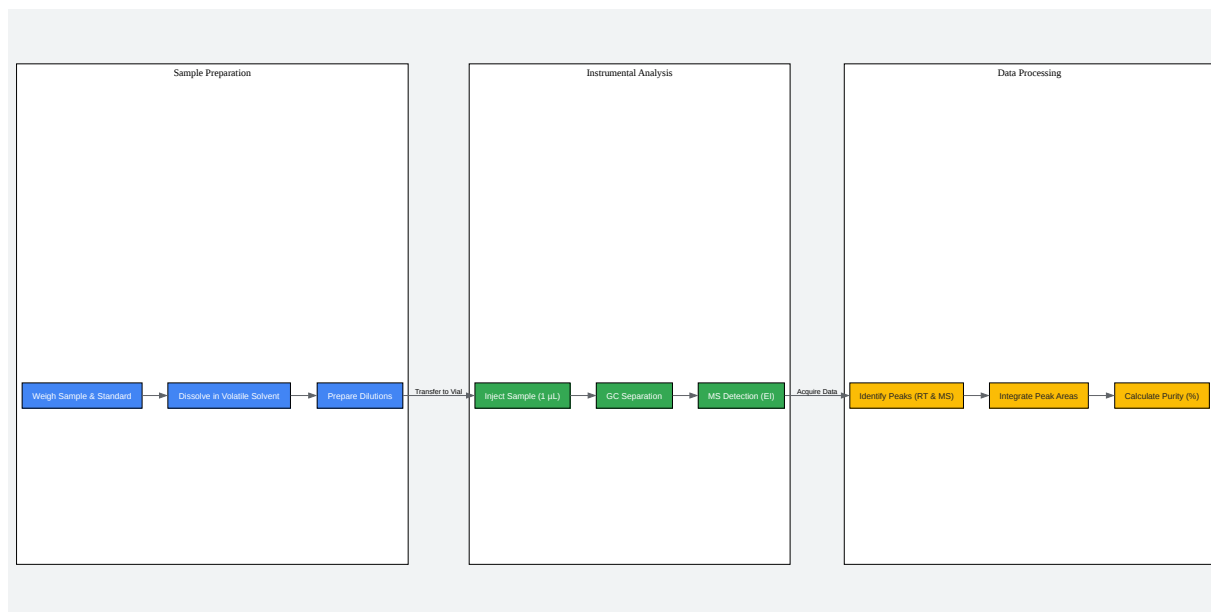 Sample Preparation
Weigh Sample & Standard
Dissolve in Volatile Solvent
Prepare Dilutions
Transfer to Vial
Instrumental Analysis
Inject Sample (1 µL)
GC Separation
MS Detection (EI)
Acquire Data
Data Processing
Identify Peaks (RT & MS)
Integrate Peak Areas
Calculate Purity (%)